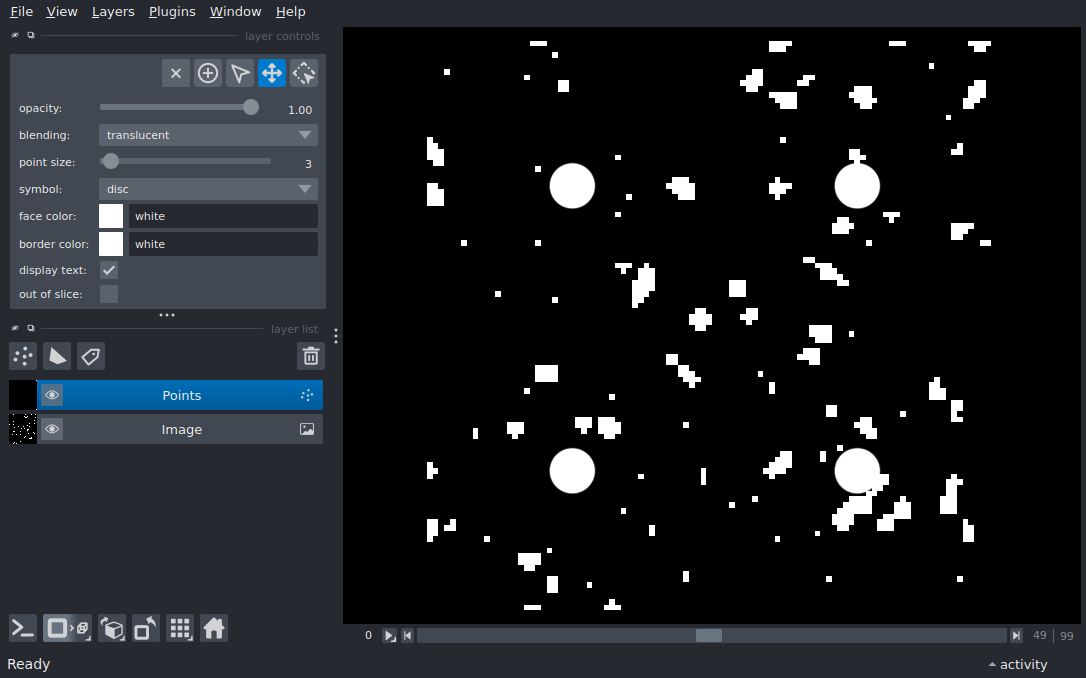 File View Layers Plugins Window Help
layer controls
opacity: 1.00
blending: translucent
point size: 3
symbol: disc
face color: white
border color: white
display text:
out of slice:
layer list
Points
Image
0 49 99
Ready activity